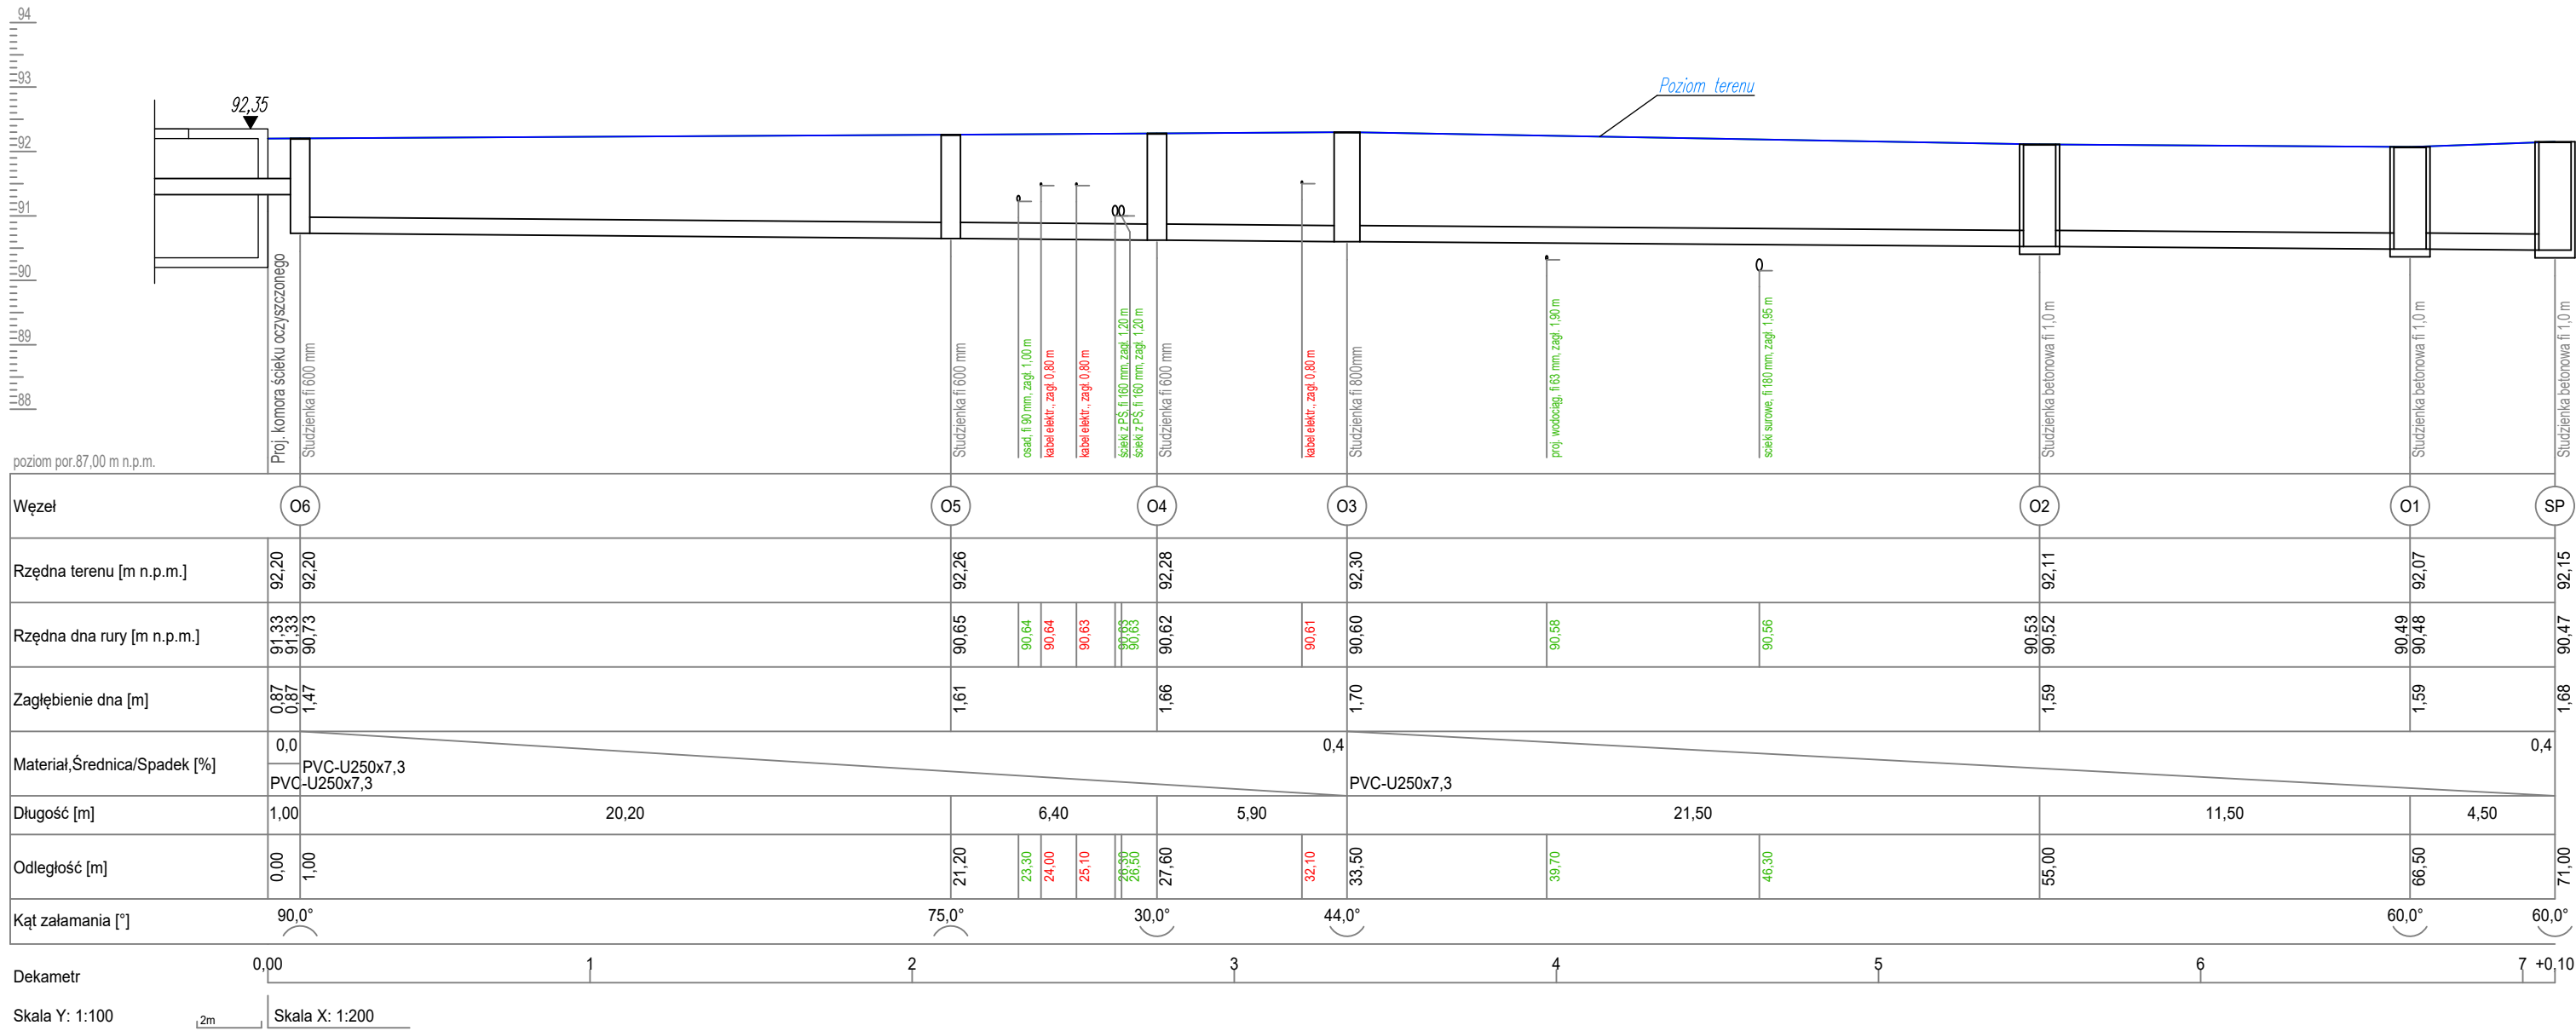 94
93
92
91
90
89
88
92,35
Poziom terenu
poziom por.87,00 m n.p.m.
Proj. komora ścieku oczyszczonego
Studzienka fi 600 mm
Studzienka fi 600 mm
osad, fi 90 mm, zagł. 1,00 m
kabel elektr., zagł. 0,80 m
kabel elektr., zagł. 0,80 m
ścieki z PS, fi 160 mm, zagł. 1,20 m
ścieki z PS, fi 160 mm, zagł. 1,20 m
Studzienka fi 600 mm
kabel elektr., zagł. 0,80 m
Studzienka fi 800mm
proj. wodociąg, fi 63 mm, zagł. 1,90 m
scieki surowe, fi 180 mm, zagł. 1,95 m
Studzienka betonowa fi 1,0 m
Studzienka betonowa fi 1,0 m
Studzienka betonowa fi 1,0 m
Węzeł O6 O5 O4 O3 O2 O1 SP
Rzędna terenu [m n.p.m.] 92,20 92,20 92,26 92,28 92,30 92,11 92,07 92,15
Rzędna dna rury [m n.p.m.] 91,33 91,33 90,73 90,65 90,64 90,64 90,63 90,63 90,63 90,62 90,61 90,60 90,58 90,56 90,53 90,52 90,49 90,48 90,47
Zagłębienie dna [m] 0,87 0,87 1,47 1,61 1,66 1,70 1,59 1,59 1,68
Materiał,Średnica/Spadek [%] 0,0 0,4 0,4
PVC-U250x7,3 PVC-U250x7,3 PVC-U250x7,3
Długość [m] 1,00 20,20 6,40 5,90 21,50 11,50 4,50
Odległość [m] 0,00 1,00 21,20 23,30 24,00 25,10 26,30 26,50 27,60 32,10 33,50 39,70 46,30 55,00 66,50 71,00
Kąt załamania [°] 90,0° 75,0° 30,0° 44,0° 60,0° 60,0°
Dekametr 0,00 1 2 3 4 5 6 7 +0,10
Skala Y: 1:100 2m Skala X: 1:200